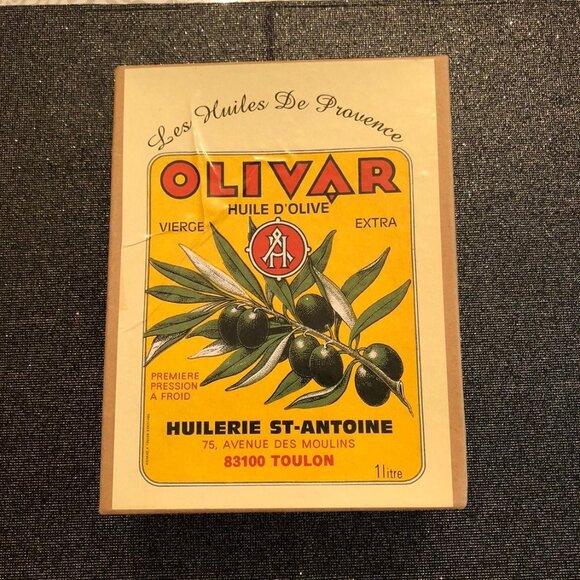 Les Huiles De Provence
OLIVAR
HUILE D'OLIVE
VIERGE EXTRA
PREMIERE
PRESSION
A FROID
HUILERIE ST-ANTOINE
75, AVENUE DES MOULINS
83100 TOULON
1 litre